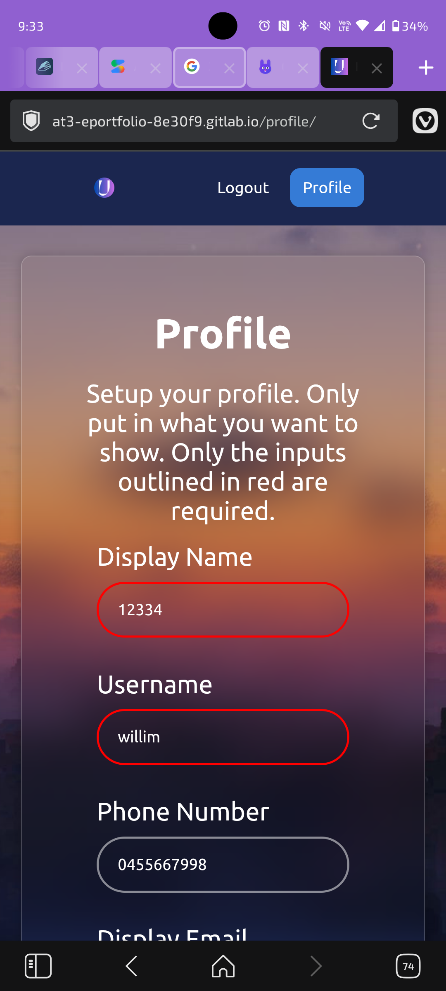 9:33
Vo
LTE
34%
at3-eportfolio-8e30f9.gitlab.io/profile/
Logout
Profile
Profile
Setup your profile. Only
put in what you want to
show. Only the inputs
outlined in red are
required.
Display Name
12334
Username
willim
Phone Number
0455667998
Display Email
74